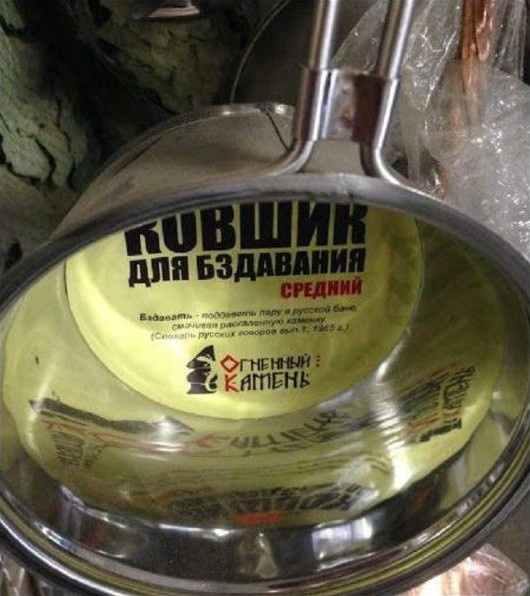 КОВШИК
ДЛЯ БЗДАВАНИЯ
СРЕДНИЙ
Бздавать - поддавать пару в русской бане,
смачивая раскаленную каменку
(Словарь русских говоров вып.1, 1965 г.)
ОГНЕННЫЙ
КАМЕНЬ